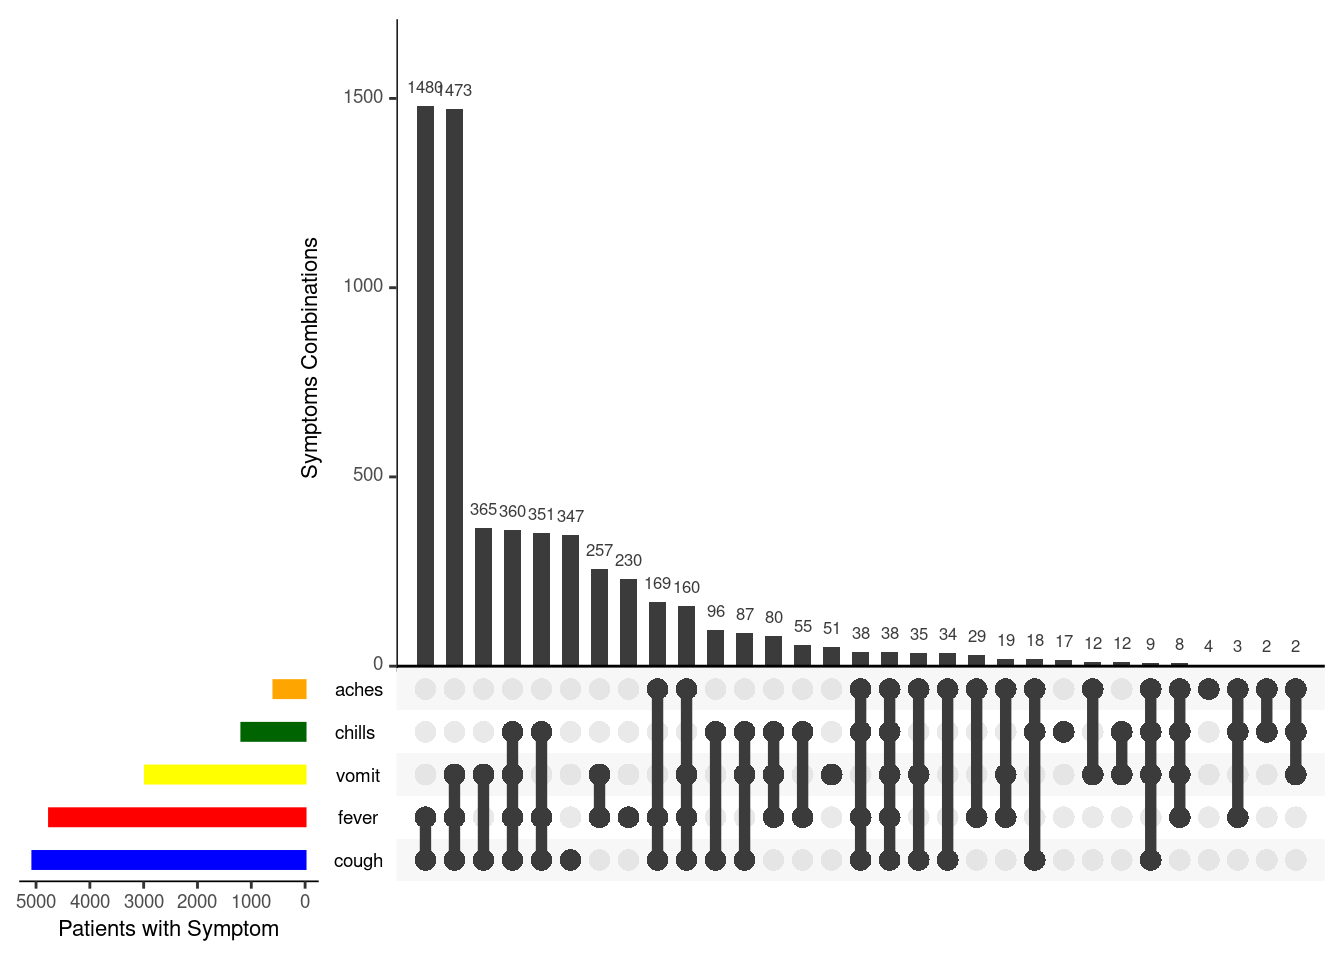 1480 1473
1500
Symptoms Combinations
1000
500
365 360 351 347
257 230
169 160
96 87 80 55 51 38 38 35 34 29 19 18 17 12 12 9 8 4 3 2 2
0
aches
chills
vomit
fever
cough
5000 4000 3000 2000 1000 0
Patients with Symptom